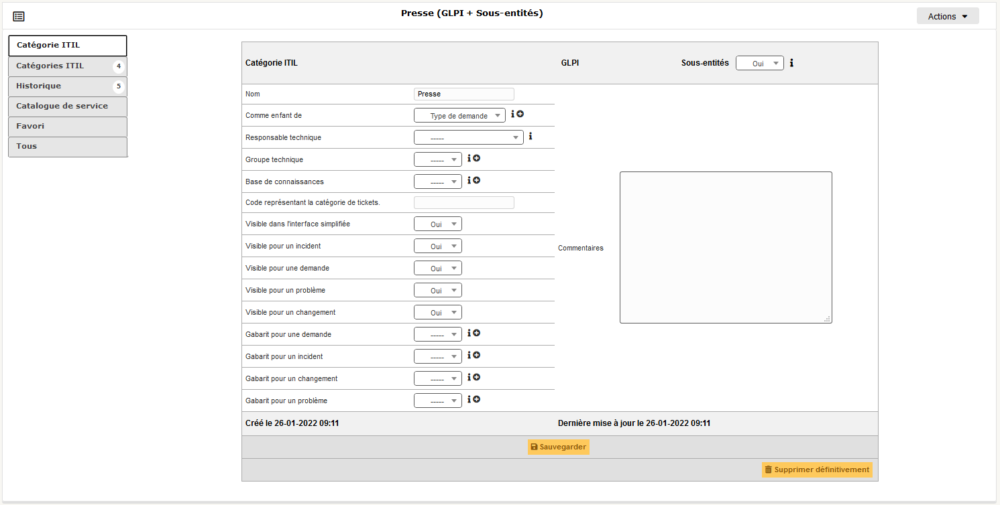 Presse (GLPI + Sous-entités)
Actions
Catégorie ITIL
Catégories ITIL 4
Historique 5
Catalogue de service
Favori
Tous
Catégorie ITIL GLPI Sous-entités Oui
Nom Presse
Comme enfant de Type de demande
Responsable technique -----
Groupe technique -----
Base de connaissances -----
Code représentant la catégorie de tickets.
Visible dans l'interface simplifiée Oui
Visible pour un incident Oui
Visible pour une demande Oui
Visible pour un problème Oui
Visible pour un changement Oui
Gabarit pour une demande -----
Gabarit pour un incident -----
Gabarit pour un changement -----
Gabarit pour un problème -----
Commentaires
Créé le 26-01-2022 09:11 Dernière mise à jour le 26-01-2022 09:11
Sauvegarder
Supprimer définitivement